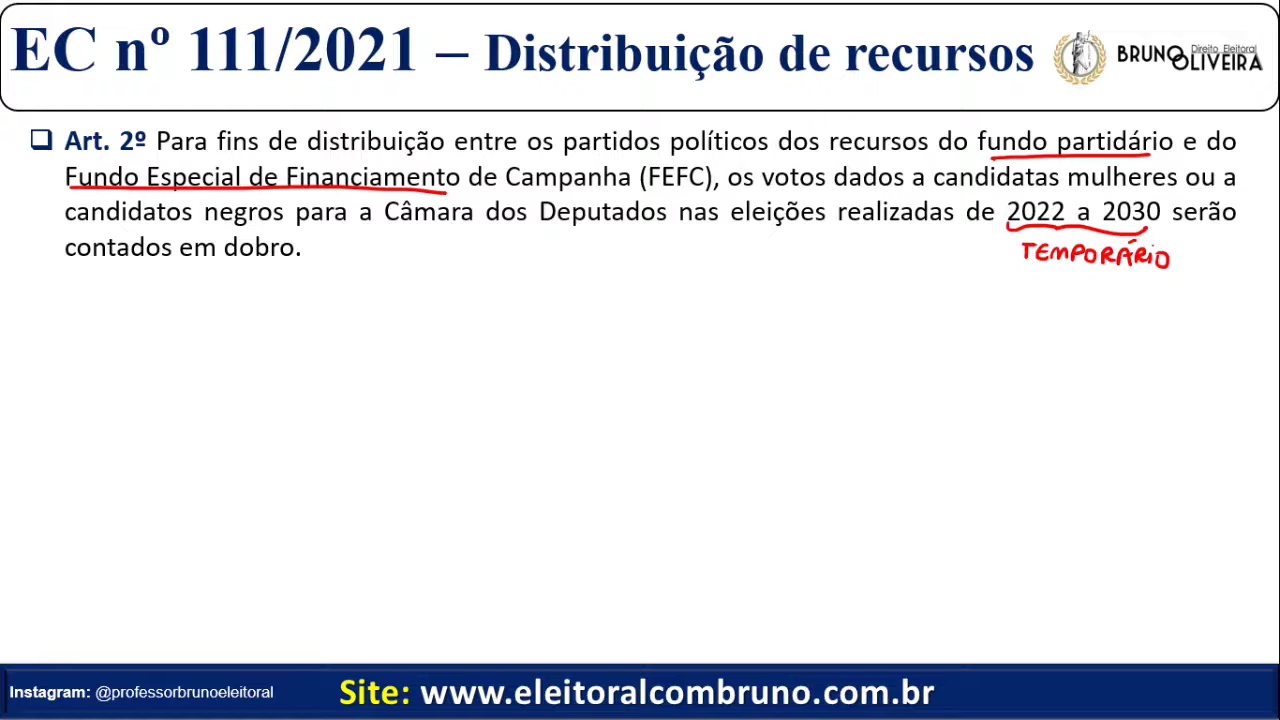 EC nº 111/2021 – Distribuição de recursos
BRUNO Direito Eleitoral OLIVEIRA
Art. 2º Para fins de distribuição entre os partidos políticos dos recursos do fundo partidário e do
Fundo Especial de Financiamento de Campanha (FEFC), os votos dados a candidatas mulheres ou a
candidatos negros para a Câmara dos Deputados nas eleições realizadas de 2022 a 2030 serão
contados em dobro.
TEMPORÁRIO
Instagram: @professorbrunoeleitoral
Site: www.eleitoralcombruno.com.br